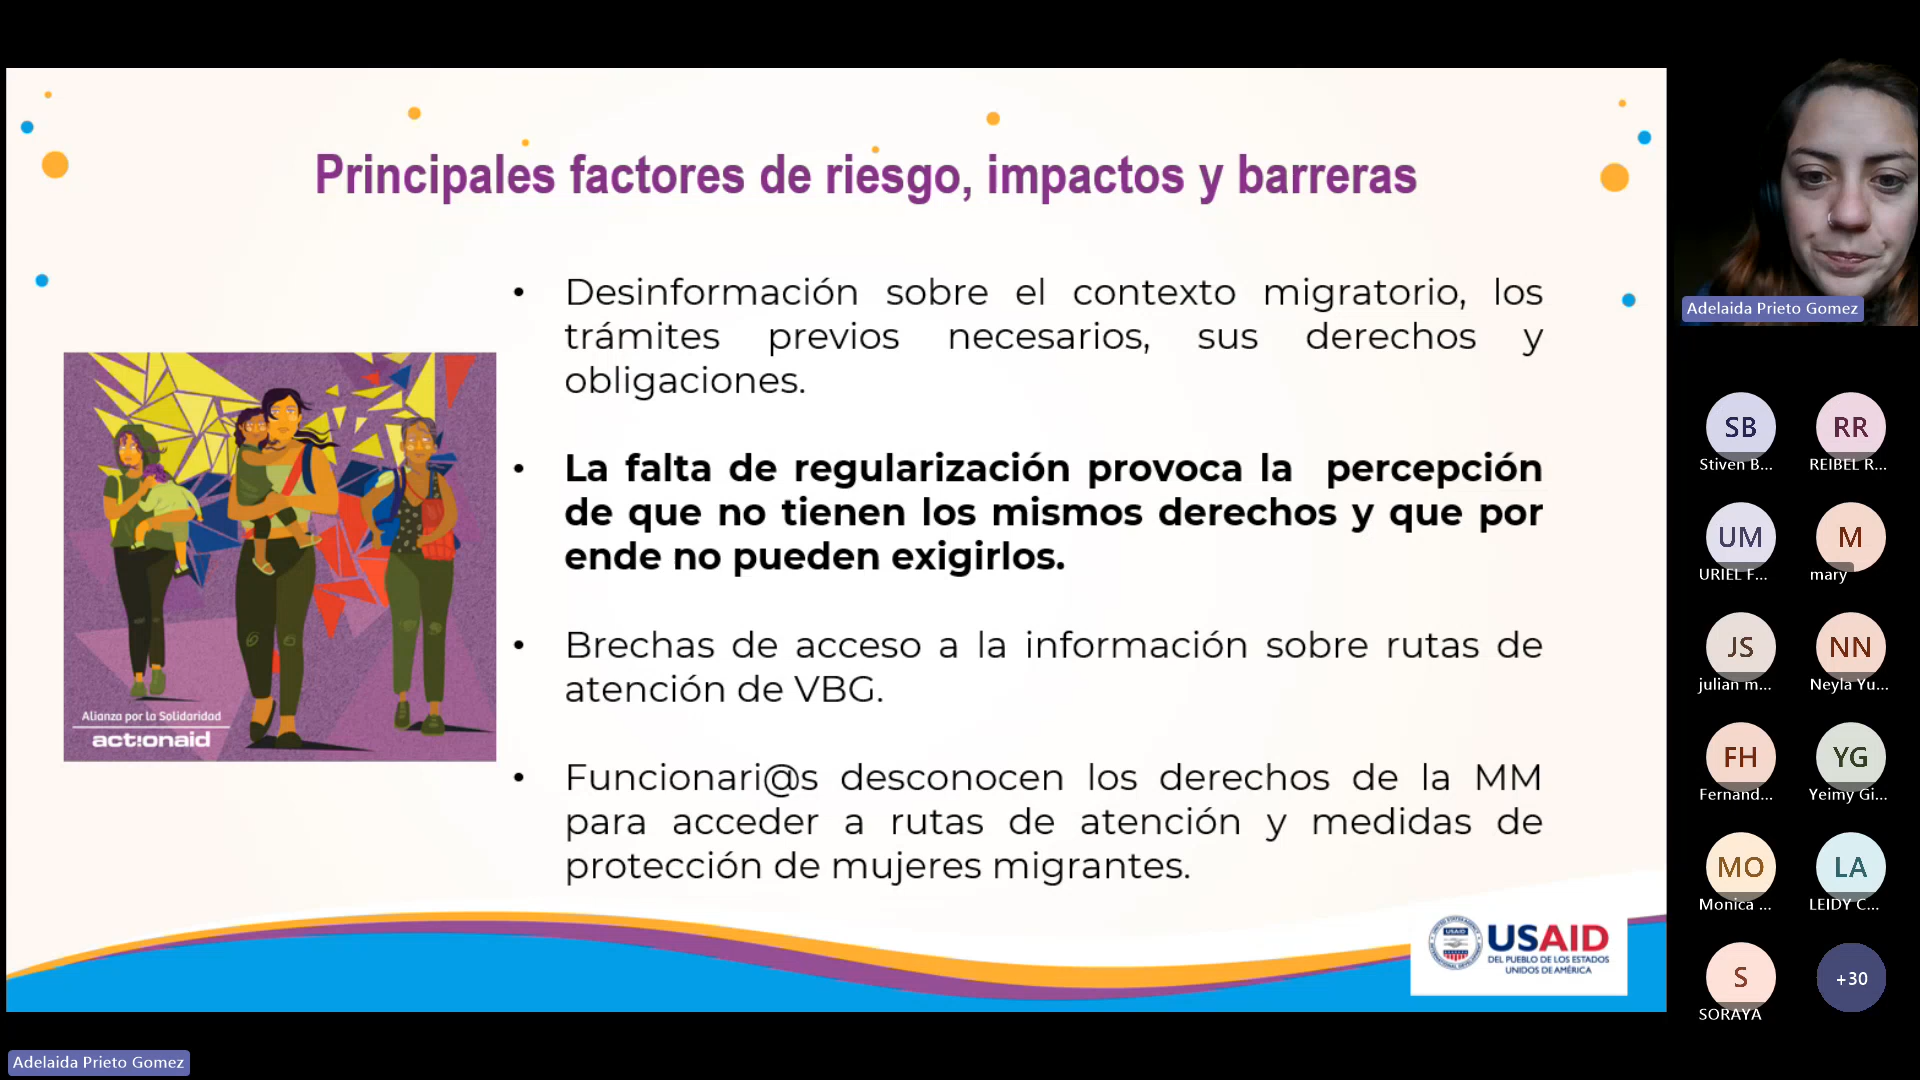 Principales factores de riesgo, impactos y barreras
• Desinformación sobre el contexto migratorio, los
trámites previos necesarios, sus derechos y
obligaciones.
• La falta de regularización provoca la percepción
de que no tienen los mismos derechos y que por
ende no pueden exigirlos.
• Brechas de acceso a la información sobre rutas de
atención de VBG.
• Funcionari@s desconocen los derechos de la MM
para acceder a rutas de atención y medidas de
protección de mujeres migrantes.
Alianza por la Solidaridad
act:onaid
USAID
USAID
DEL PUEBLO DE LOS ESTADOS
UNIDOS DE AMÉRICA
Adelaida Prieto Gomez
SB
Stiven B...
RR
REIBEL R...
UM
URIEL F...
M
mary
JS
julian m...
NN
Neyla Yu...
FH
Fernand...
YG
Yeimy Gi...
MO
Monica ...
LA
LEIDY C...
S
SORAYA
+30
Adelaida Prieto Gomez